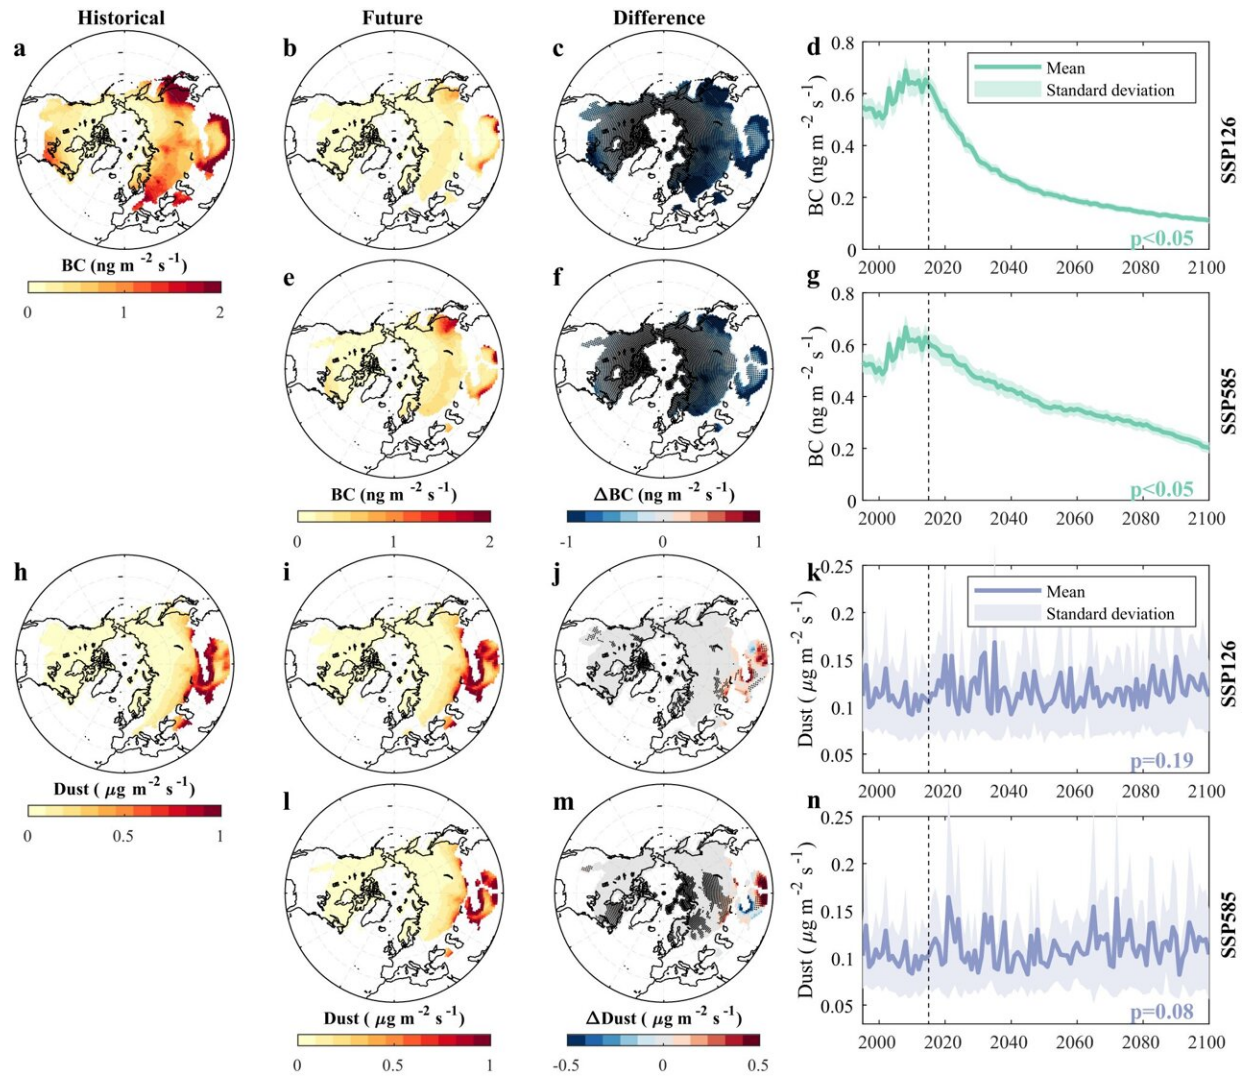 Historical
Future
Difference
a
b
c
d
0.8
0.6
0.4
0.2
0
BC (ng m -2 s -1)
Mean
Standard deviation
p<0.05
2000 2020 2040 2060 2080 2100
SSP126
BC (ng m -2 s -1)
0 1 2
e
f
g
0.8
0.6
0.4
0.2
0
BC (ng m -2 s -1)
p<0.05
2000 2020 2040 2060 2080 2100
SSP585
BC (ng m -2 s -1)
0 1 2
ΔBC (ng m -2 s -1)
-1 0 1
h
i
j
k
0.25
0.2
0.15
0.1
0.05
Dust ( μg m -2 s -1)
Mean
Standard deviation
p=0.19
2000 2020 2040 2060 2080 2100
SSP126
Dust ( μg m -2 s -1)
0 0.5 1
l
m
n
0.25
0.2
0.15
0.1
0.05
Dust ( μg m -2 s -1)
p=0.08
2000 2020 2040 2060 2080 2100
SSP585
Dust ( μg m -2 s -1)
0 0.5 1
ΔDust ( μg m -2 s -1)
-0.5 0 0.5